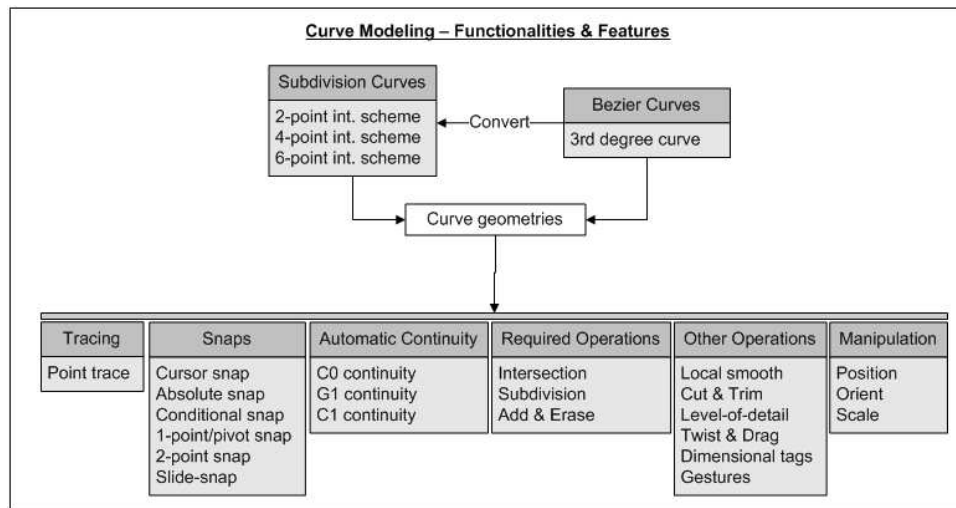 Curve Modeling – Functionalities & Features
Subdivision Curves
2-point int. scheme
4-point int. scheme
6-point int. scheme
Convert
Bezier Curves
3rd degree curve
Curve geometries
Tracing
Point trace
Snaps
Cursor snap
Absolute snap
Conditional snap
1-point/pivot snap
2-point snap
Slide-snap
Automatic Continuity
C0 continuity
G1 continuity
C1 continuity
Required Operations
Intersection
Subdivision
Add & Erase
Other Operations
Local smooth
Cut & Trim
Level-of-detail
Twist & Drag
Dimensional tags
Gestures
Manipulation
Position
Orient
Scale